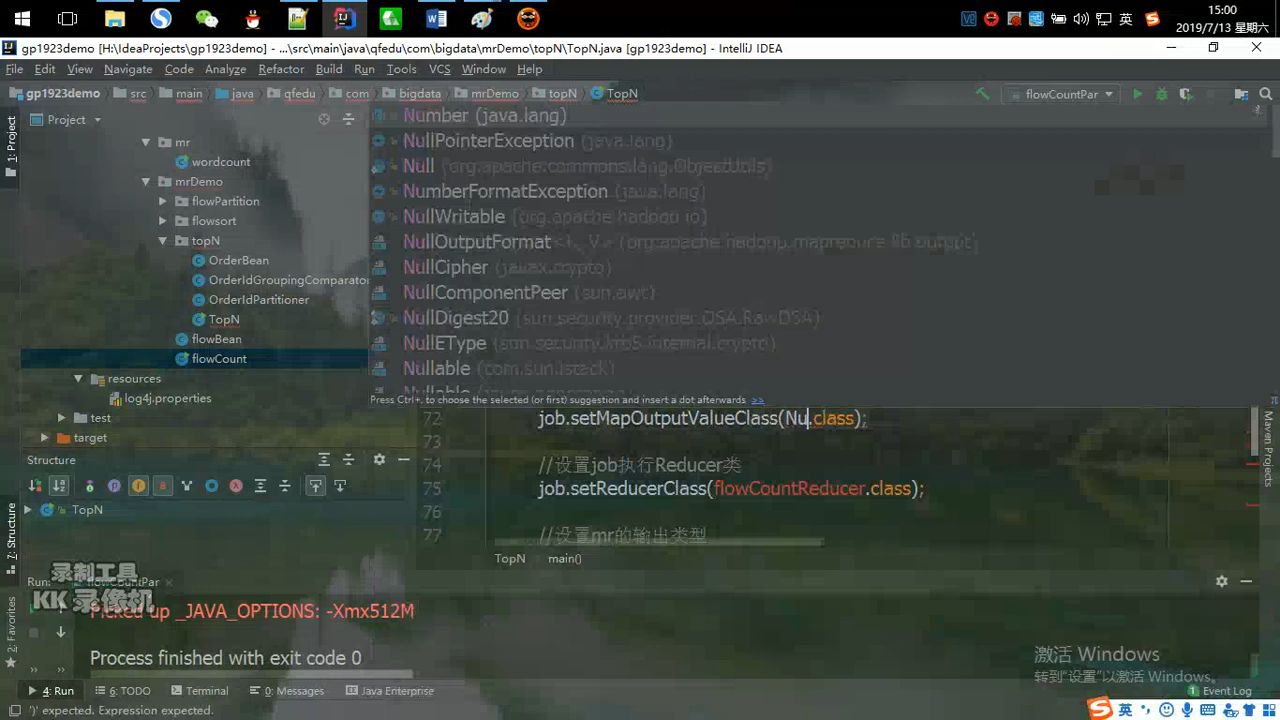 15:00
英
2019/7/13 星期六
gp1923demo [H:\IdeaProjects\gp1923demo] - ...\src\main\java\qfedu\com\bigdata\mrDemo\topN\TopN.java [gp1923demo] - IntelliJ IDEA
File Edit View Navigate Code Analyze Refactor Build Run Tools VCS Window Help
gp1923demo src main java qfedu com bigdata mrDemo topN TopN flowCountPar
1: Project
Project
mr
wordcount
mrDemo
flowPartition
flowsort
topN
OrderBean
OrderIdGroupingComparato
OrderIdPartitioner
TopN
flowBean
flowCount
resources
log4j.properties
test
target
Number (java.lang)
NullPointerException (java.lang)
Null (org.apache.commons.lang.ObjectUtils)
NumberFormatException (java.lang)
NullWritable (org.apache.hadoop.io)
NullOutputFormat <K, V> (org.apache.hadoop.mapreduce.lib.output)
NullCipher (javax.crypto)
NullComponentPeer (sun.awt)
NullDigest20 (sun.security.provider.DSA.RawDSA)
NullEType (sun.security.krb5.internal.crypto)
Nullable (com.sun.istack)
Press Ctrl+. to choose the selected (or first) suggestion and insert a dot afterwards >>
72 job.setMapOutputValueClass(Nu.class);
73
74 //设置job执行Reducer类
75 job.setReducerClass(flowCountReducer.class);
76
77 //设置mr的输出类型
TopN main()
Maven Projects
Structure
TopN
7: Structure
2: Favorites
Run: flowCountPar
录制工具
KK 录像机
Picked up _JAVA_OPTIONS: -Xmx512M
Process finished with exit code 0
激活 Windows
转到"设置"以激活 Windows。
4: Run 6: TODO Terminal 0: Messages Java Enterprise Event Log
')' expected. Expression expected.
英